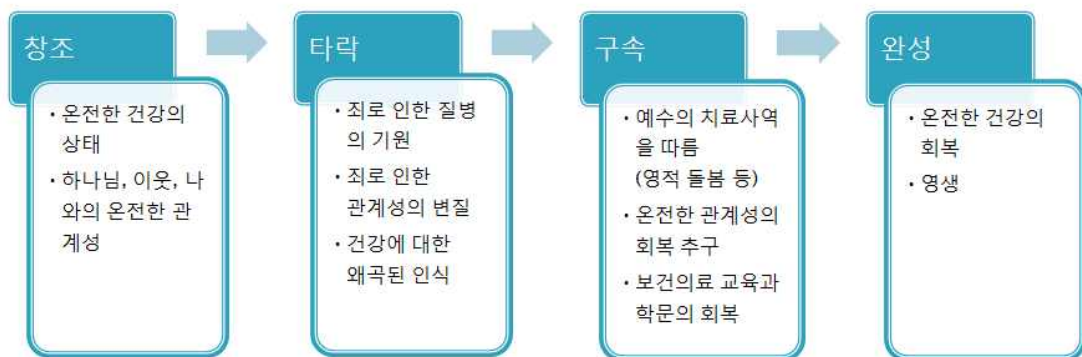 창조
• 온전한 건강의
상태
• 하나님, 이웃, 나
와의 온전한 관
계성
타락
• 죄로 인한 질병
의 기원
• 죄로 인한
관계성의 변질
• 건강에 대한
왜곡된 인식
구속
• 예수의 치료사역
을 따름
(영적 돌봄 등)
• 온전한 관계성의
회복 추구
• 보건의료 교육과
학문의 회복
완성
• 온전한 건강의
회복
• 영생